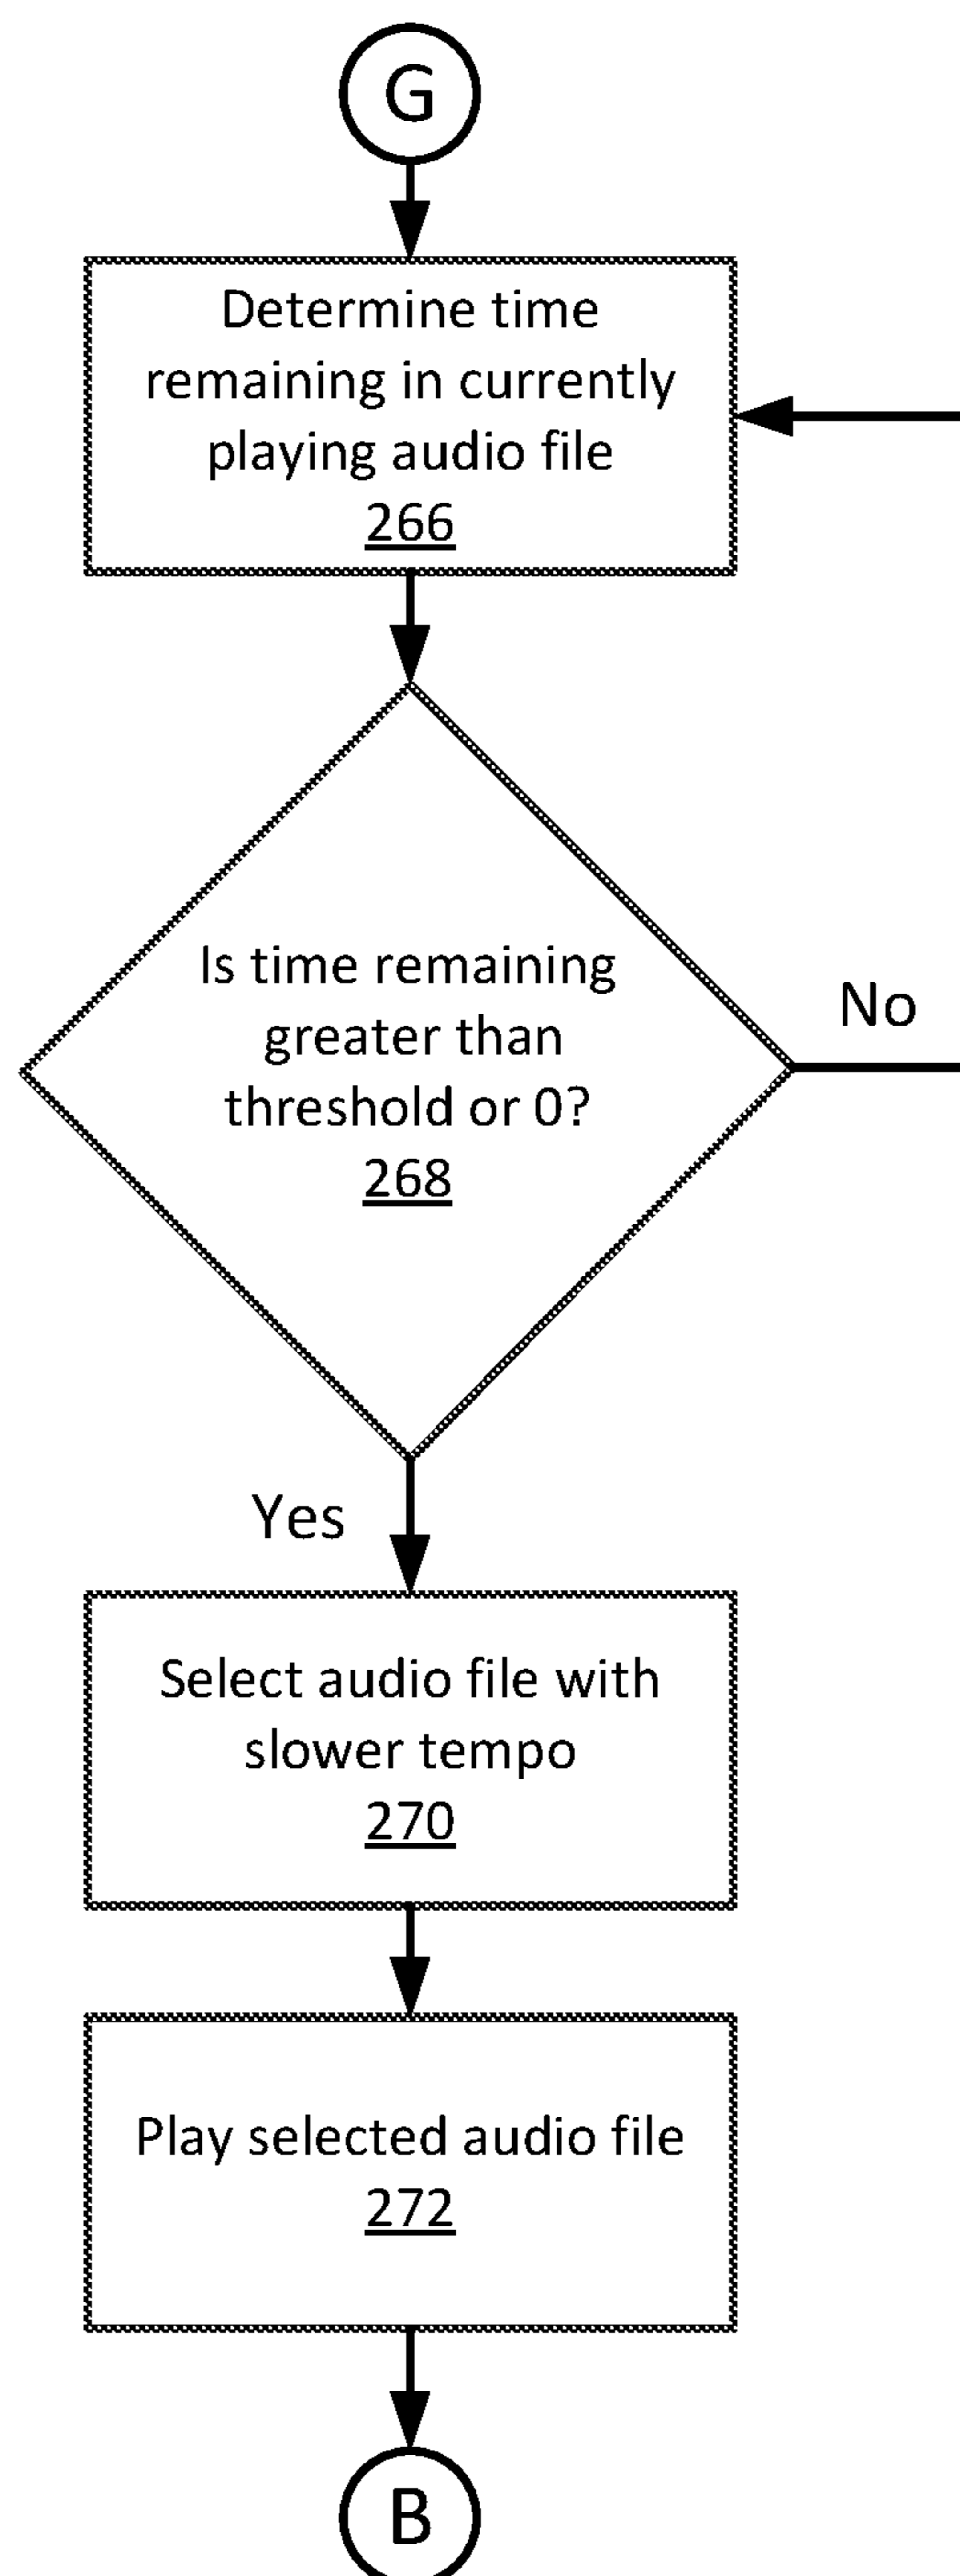 G
Determine time
remaining in currently
playing audio file
266
Is time remaining
greater than
threshold or 0?
268
No
Yes
Select audio file with
slower tempo
270
Play selected audio file
272
B